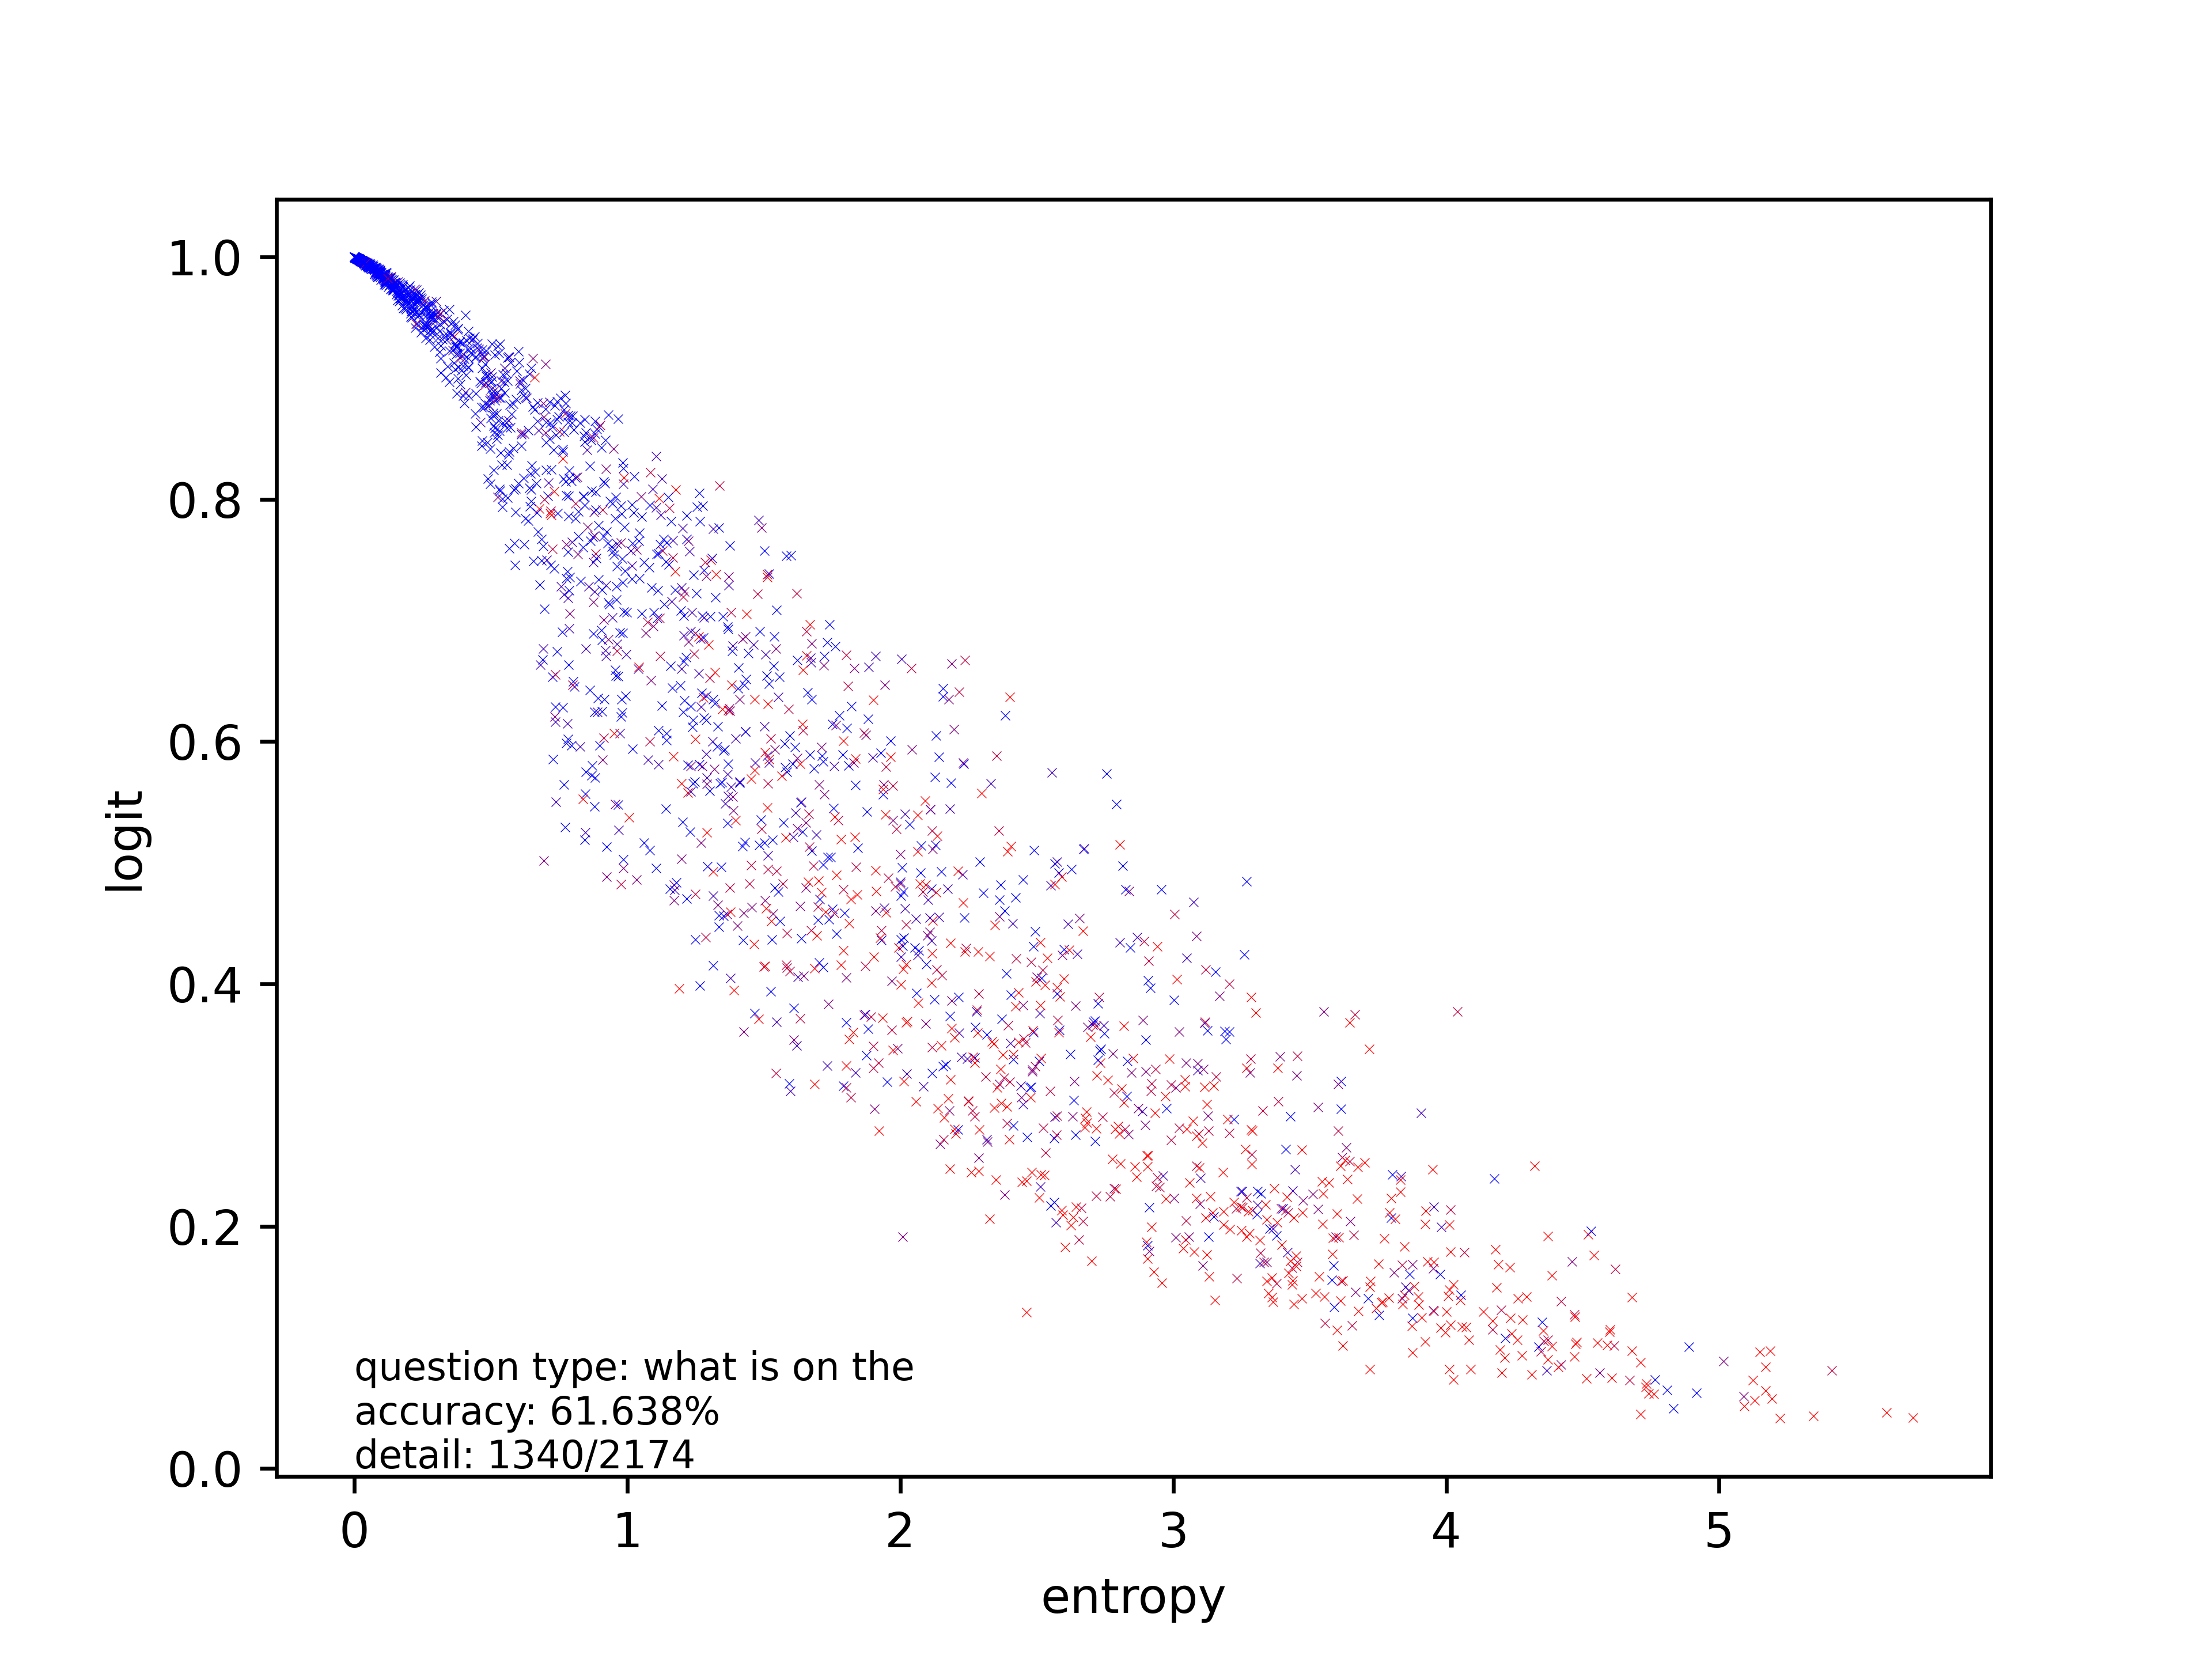 1.0
0.8
0.6
0.4
0.2
0.0
logit
question type: what is on the
accuracy: 61.638%
detail: 1340/2174
0 1 2 3 4 5
entropy